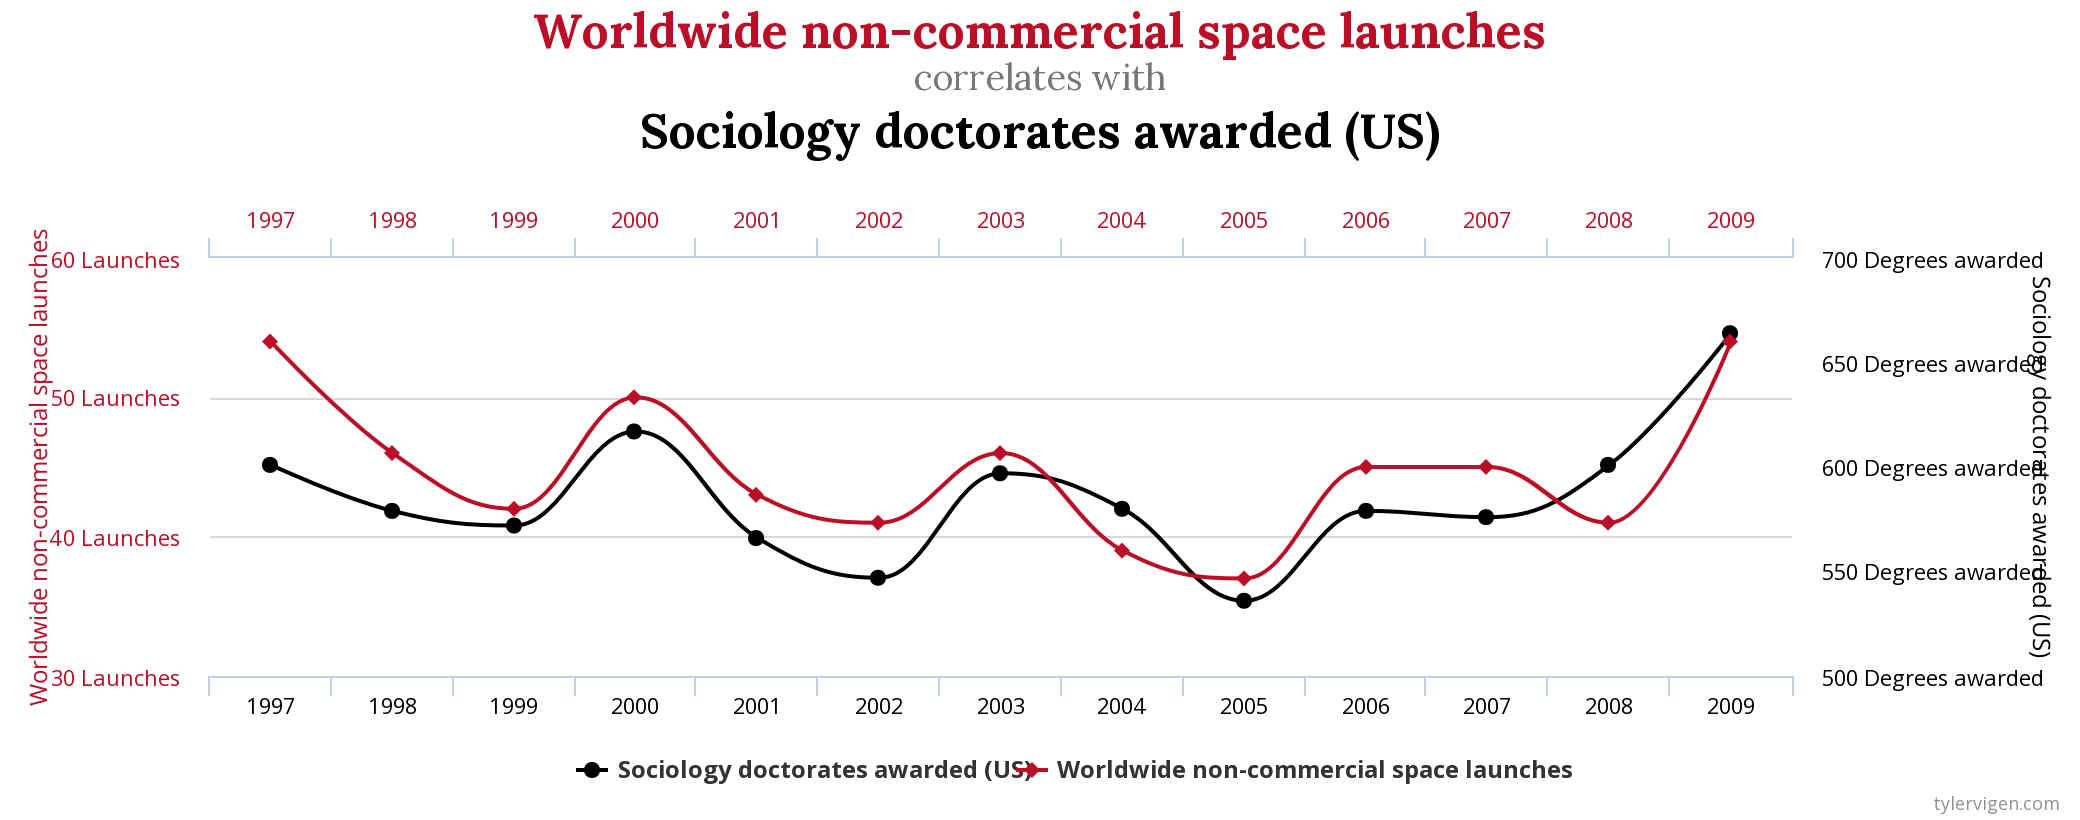 Worldwide non-commercial space launches
correlates with
Sociology doctorates awarded (US)
1997 1998 1999 2000 2001 2002 2003 2004 2005 2006 2007 2008 2009
Worldwide non-commercial space launches
60 Launches
50 Launches
40 Launches
30 Launches
700 Degrees awarded
650 Degrees awarded
600 Degrees awarded
550 Degrees awarded
500 Degrees awarded
Sociology doctorates awarded (US)
1997 1998 1999 2000 2001 2002 2003 2004 2005 2006 2007 2008 2009
Sociology doctorates awarded (US) Worldwide non-commercial space launches
tylervigen.com